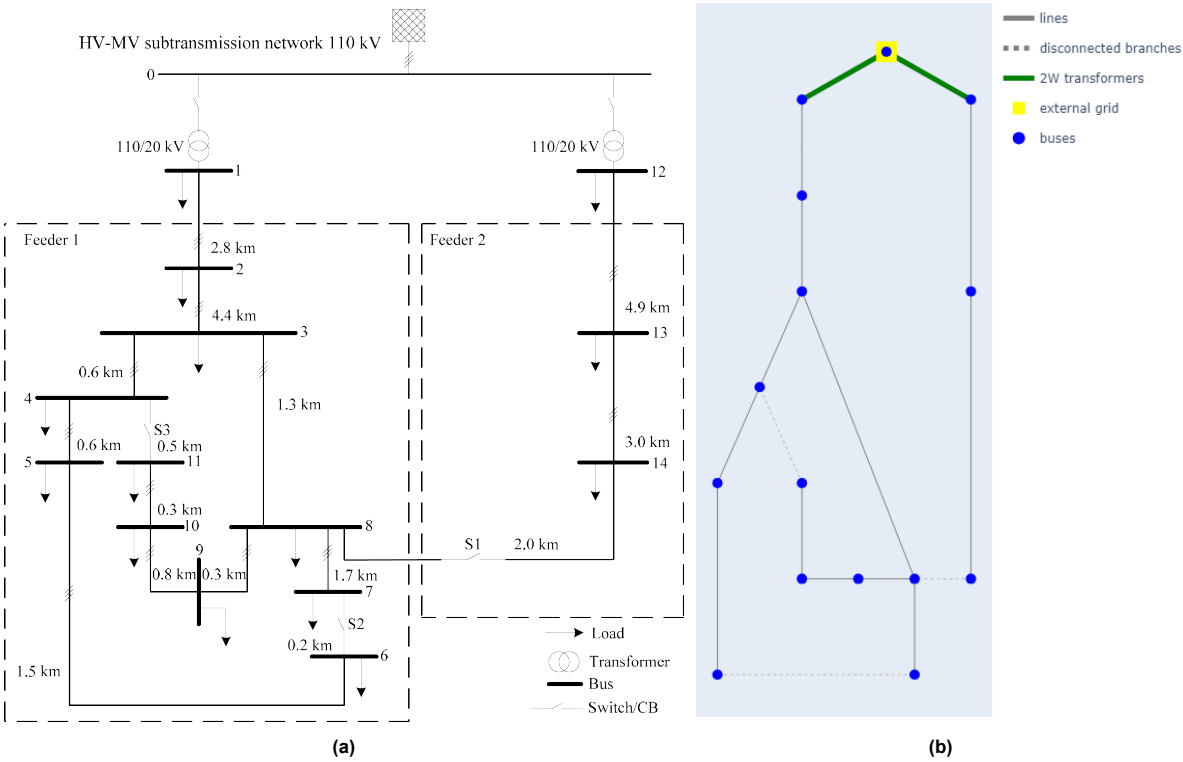 HV-MV subtransmission network 110 kV
0
110/20 kV
110/20 kV
1
12
Feeder 1
Feeder 2
2.8 km
2
4.4 km
4.9 km
3
13
0.6 km
4
1.3 km
S3
0.6 km
0.5 km
3.0 km
5
11
14
0.3 km
10
8
9
S1
2.0 km
0.8 km
0.3 km
1.7 km
7
S2
0.2 km
6
1.5 km
Load
Transformer
Bus
Switch/CB
(a)
lines
disconnected branches
2W transformers
external grid
buses
(b)